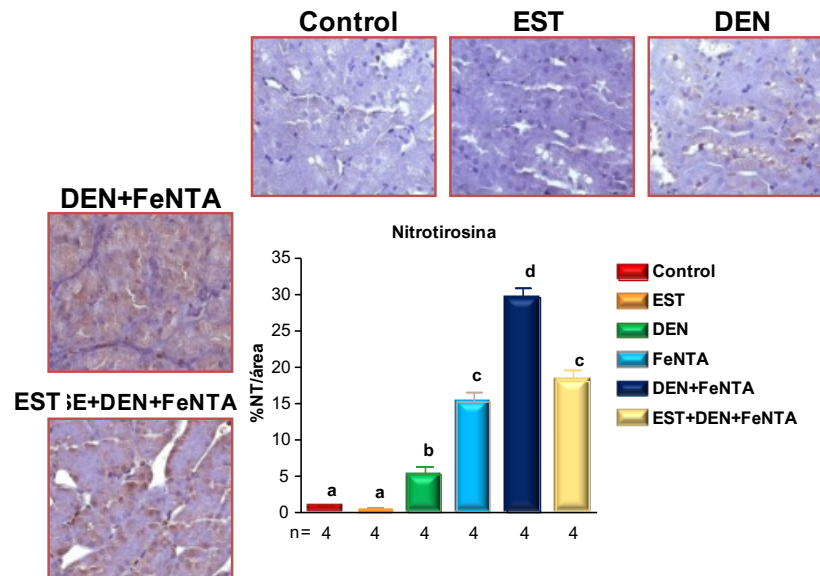 Control
EST
DEN
DEN+FeNTA
EST+DEN+FeNTA
Nitrotirosina
%NT/área
35
30
25
20
15
10
5
0
a
a
b
c
d
c
n= 4 4 4 4 4 4
Control
EST
DEN
FeNTA
DEN+FeNTA
EST+DEN+FeNTA